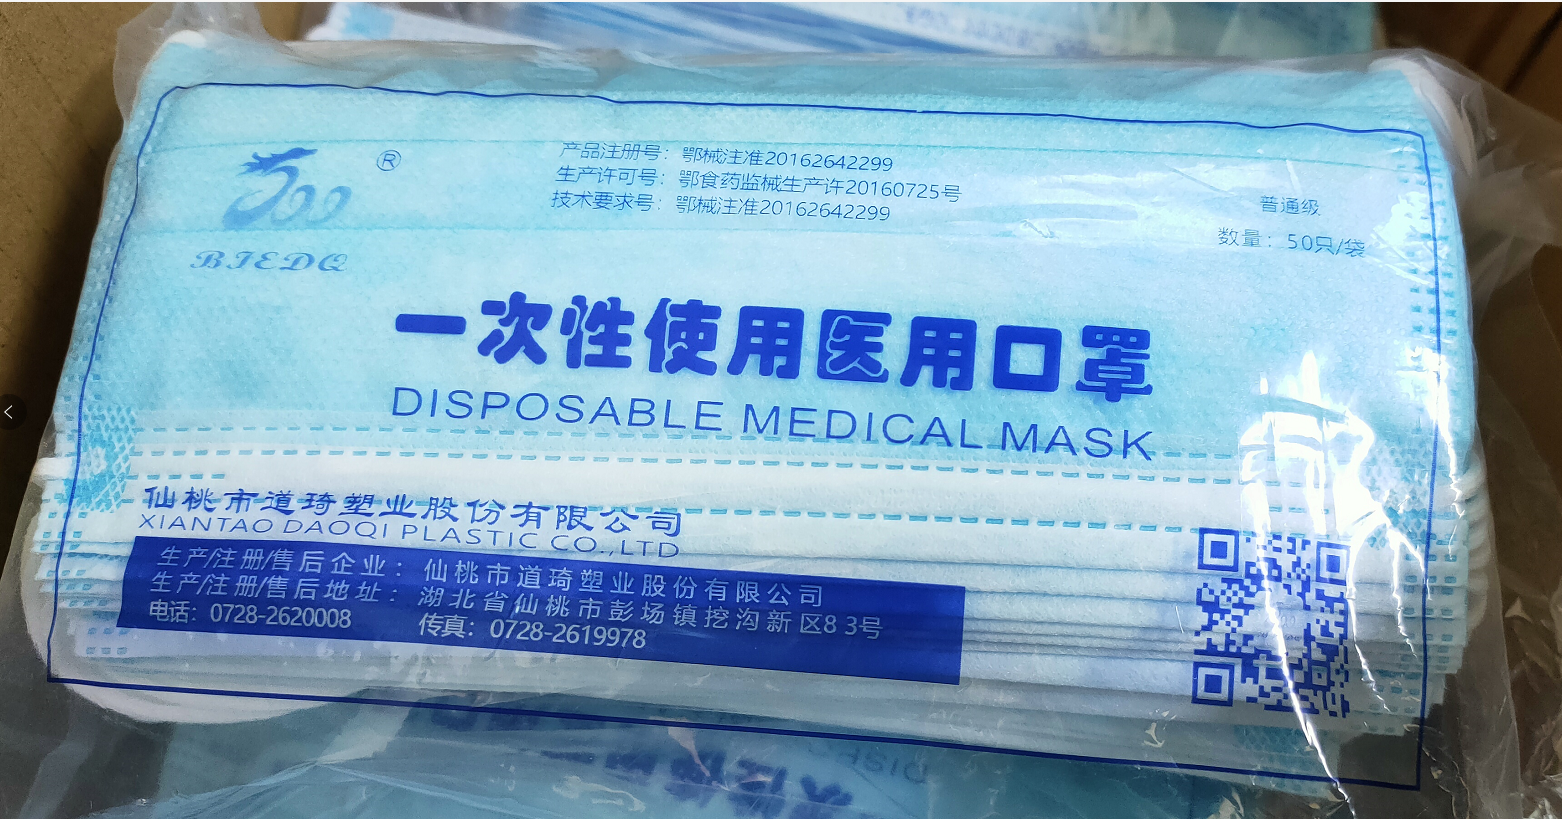 ®
BIEDQ
产品注册号：鄂械注准20162642299
生产许可号：鄂食药监械生产许20160725号
技术要求号：鄂械注准20162642299
普通级
数量：50只/袋
一次性使用医用口罩
DISPOSABLE MEDICAL MASK
仙桃市道琦塑业股份有限公司
XIANTAO DAOQI PLASTIC CO.,LTD
生产/注册/售后企业：仙桃市道琦塑业股份有限公司
生产/注册/售后地址：湖北省仙桃市彭场镇挖沟新区83号
电话：0728-2620008 传真：0728-2619978